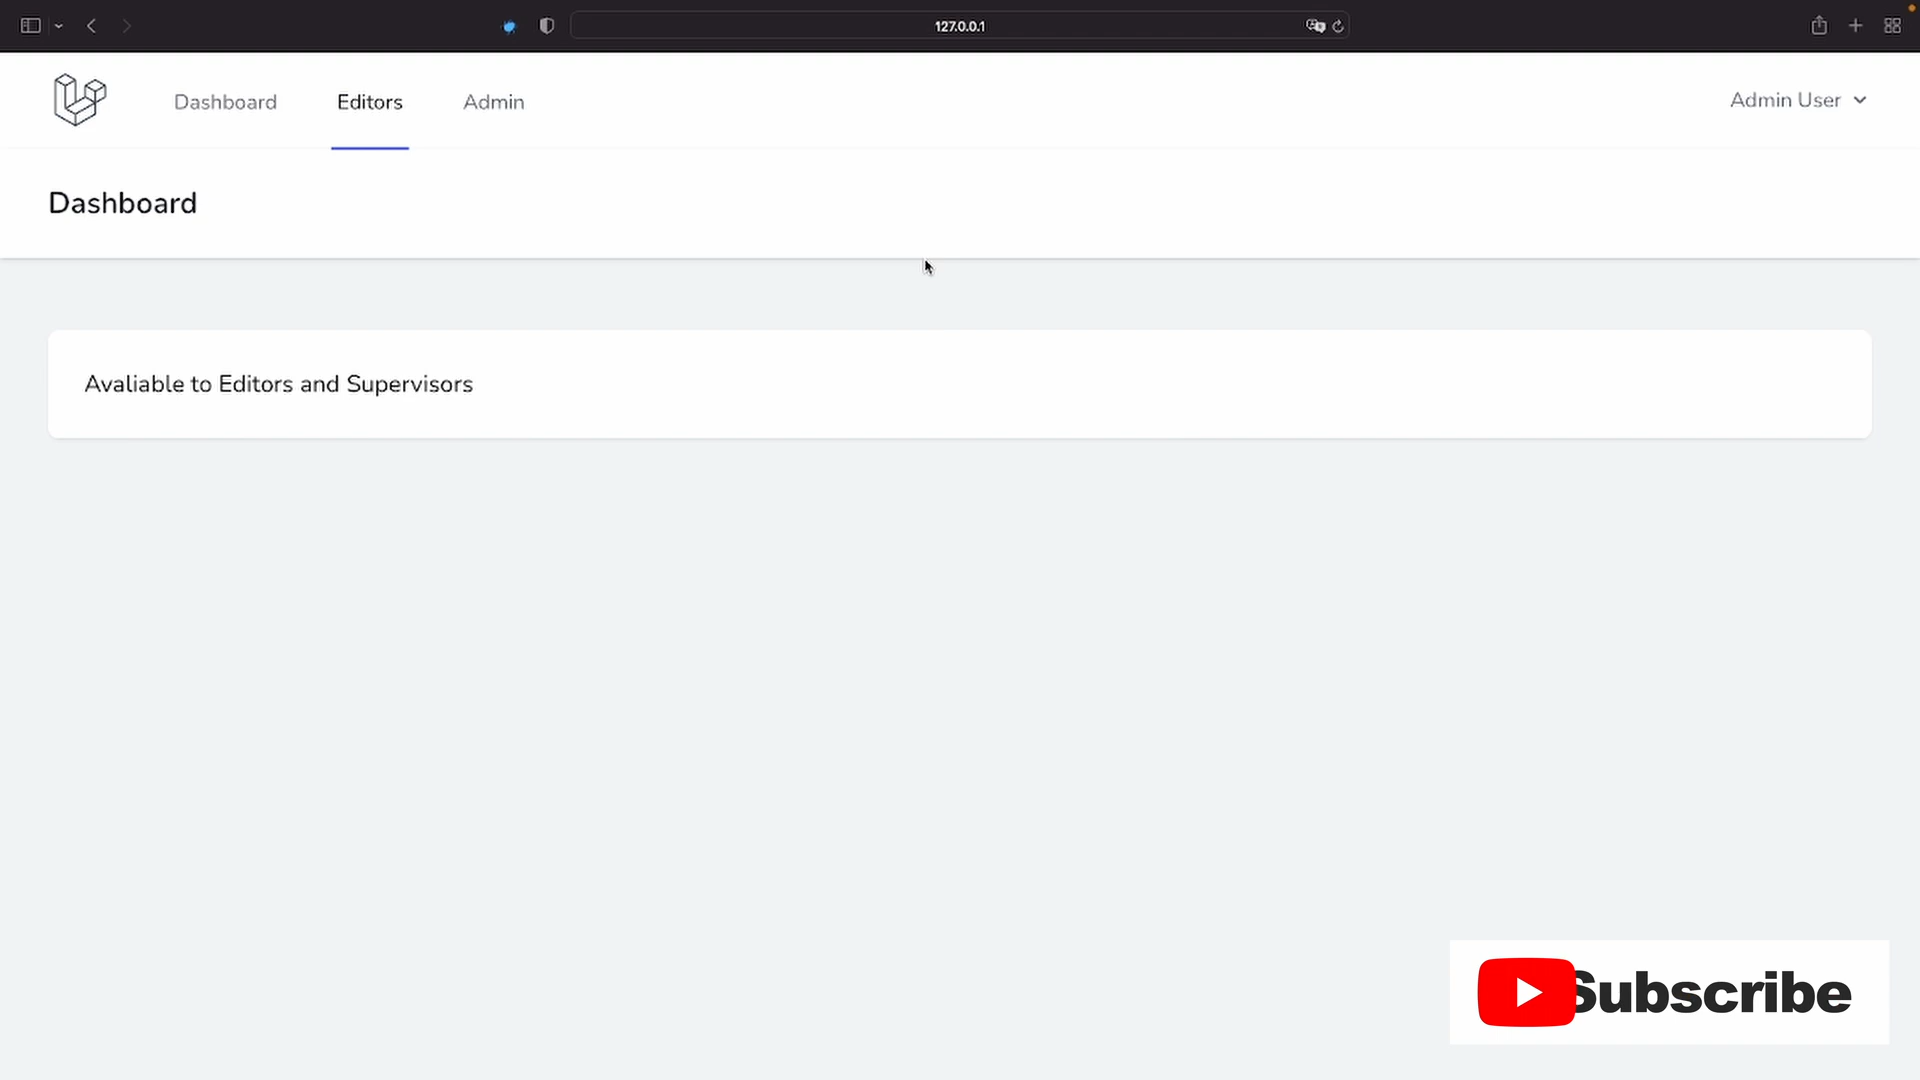 127.0.0.1
Dashboard Editors Admin Admin User
Dashboard
Avaliable to Editors and Supervisors
Subscribe